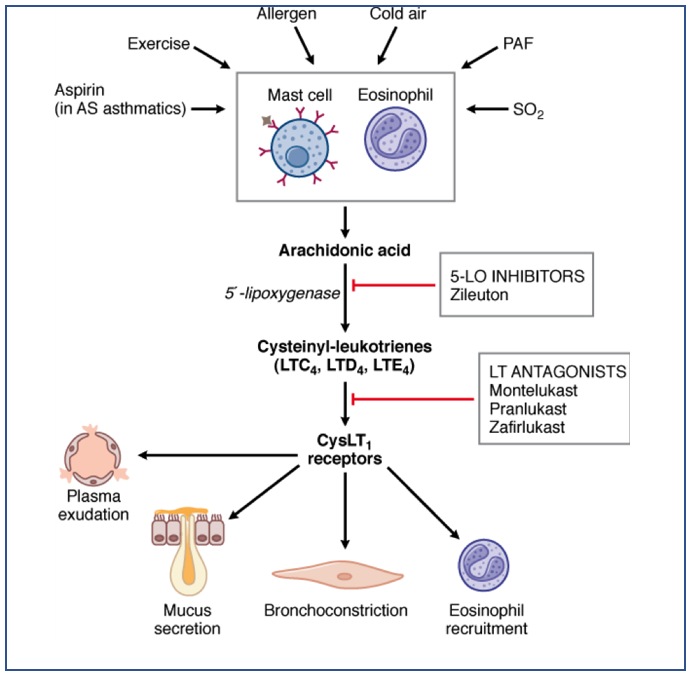 Allergen
Cold air
Exercise
PAF
Aspirin
(in AS asthmatics)
SO₂
Mast cell
Eosinophil
Arachidonic acid
5´-lipoxygenase
5-LO INHIBITORS
Zileuton
Cysteinyl-leukotrienes
(LTC₄, LTD₄, LTE₄)
LT ANTAGONISTS
Montelukast
Pranlukast
Zafirlukast
CysLT₁
receptors
Plasma
exudation
Mucus
secretion
Bronchoconstriction
Eosinophil
recruitment